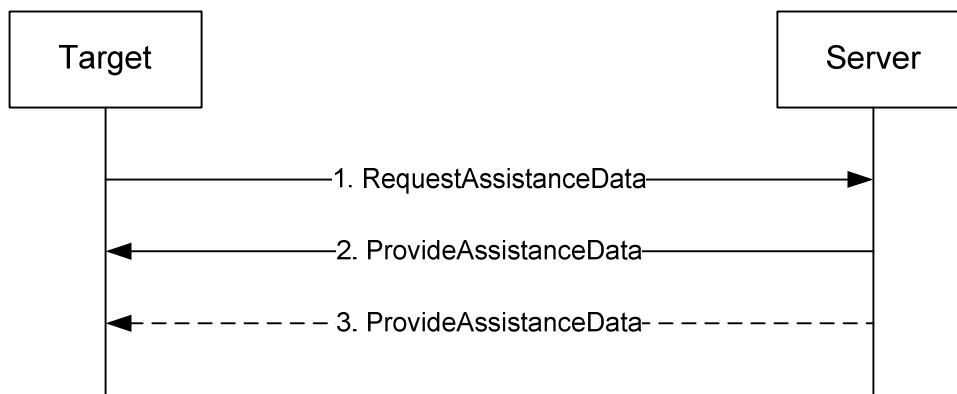 Target
Server
1. RequestAssistanceData
2. ProvideAssistanceData
3. ProvideAssistanceData